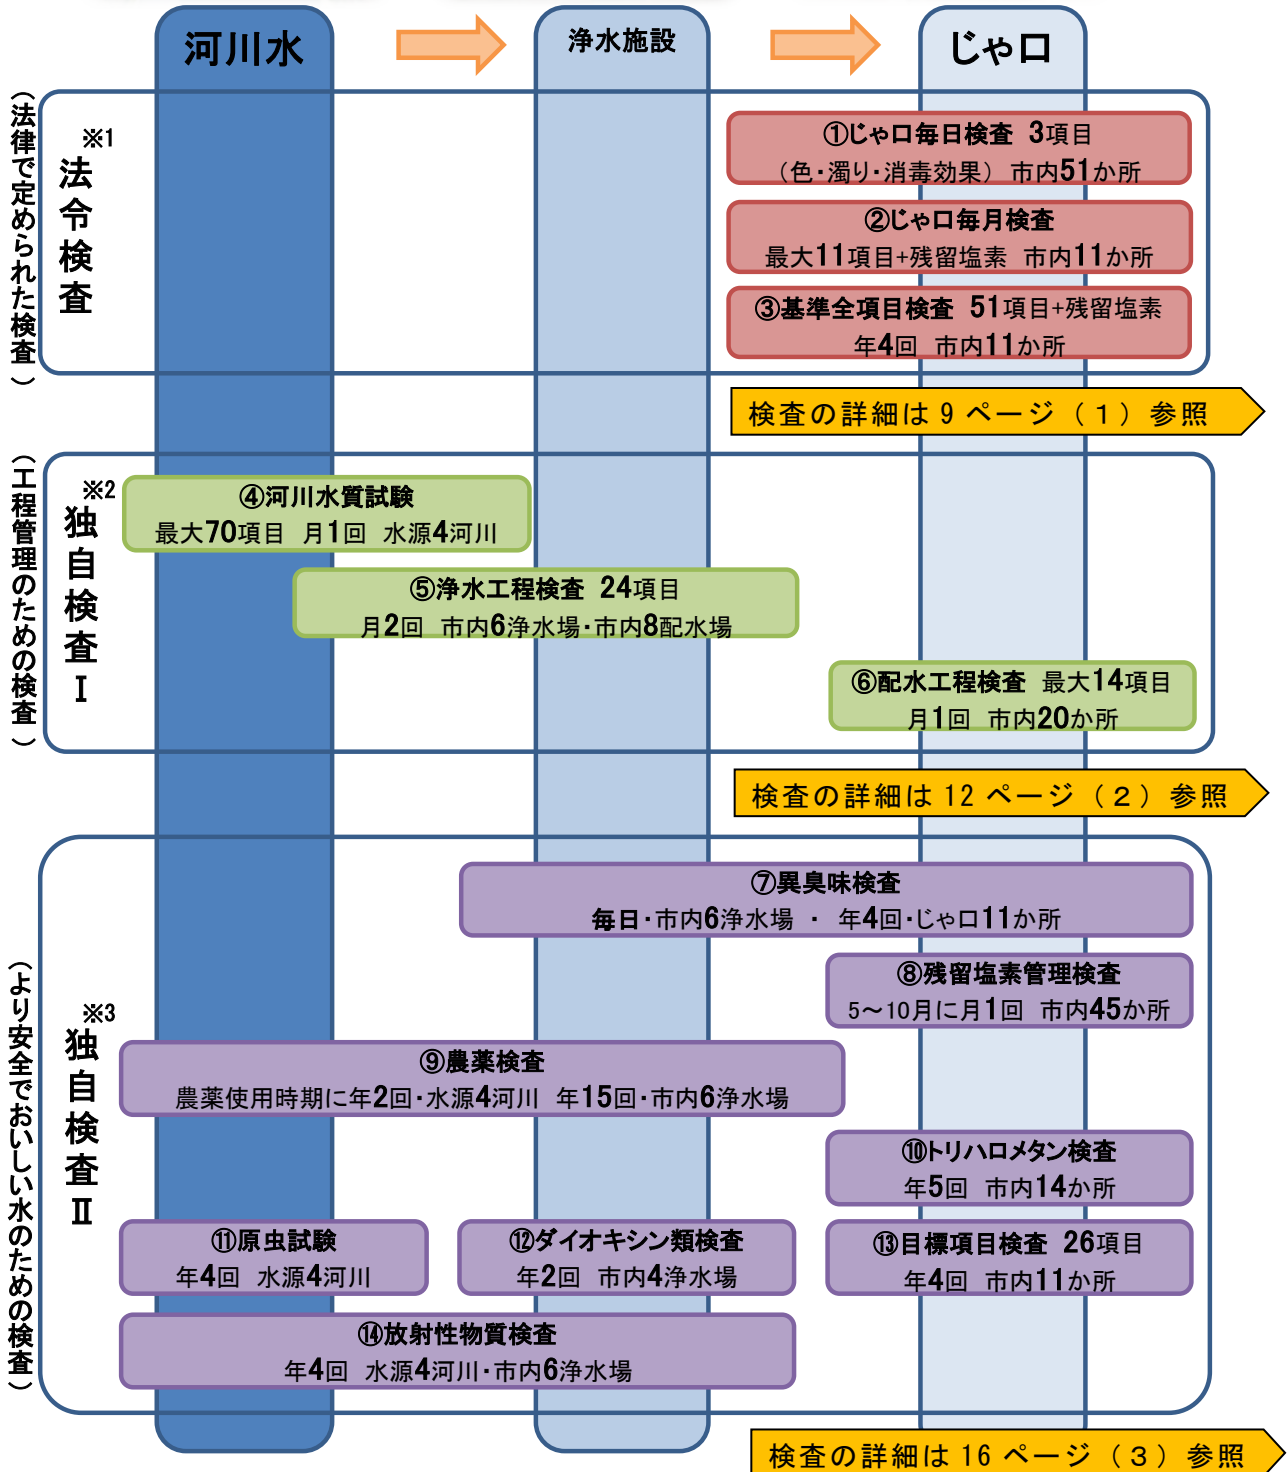 河川水
浄水施設
じゃ口
（法律で定められた検査）
※1
法令検査
①じゃ口毎日検査 3項目
（色・濁り・消毒効果） 市内51か所
②じゃ口毎月検査
最大11項目+残留塩素 市内11か所
③基準全項目検査 51項目+残留塩素
年4回 市内11か所
検査の詳細は 9 ページ（１）参照
（工程管理のための検査）
※2
独自検査Ⅰ
④河川水質試験
最大70項目 月1回 水源4河川
⑤浄水工程検査 24項目
月2回 市内6浄水場・市内8配水場
⑥配水工程検査 最大14項目
月1回 市内20か所
検査の詳細は 12 ページ（２）参照
（より安全でおいしい水のための検査）
※3
独自検査Ⅱ
⑦異臭味検査
毎日・市内6浄水場 ・ 年4回・じゃ口11か所
⑧残留塩素管理検査
5～10月に月1回 市内45か所
⑨農薬検査
農薬使用時期に年2回・水源4河川 年15回・市内6浄水場
⑩トリハロメタン検査
年5回 市内14か所
⑪原虫試験
年4回 水源4河川
⑫ダイオキシン類検査
年2回 市内4浄水場
⑬目標項目検査 26項目
年4回 市内11か所
⑭放射性物質検査
年4回 水源4河川・市内6浄水場
検査の詳細は 16 ページ（３）参照